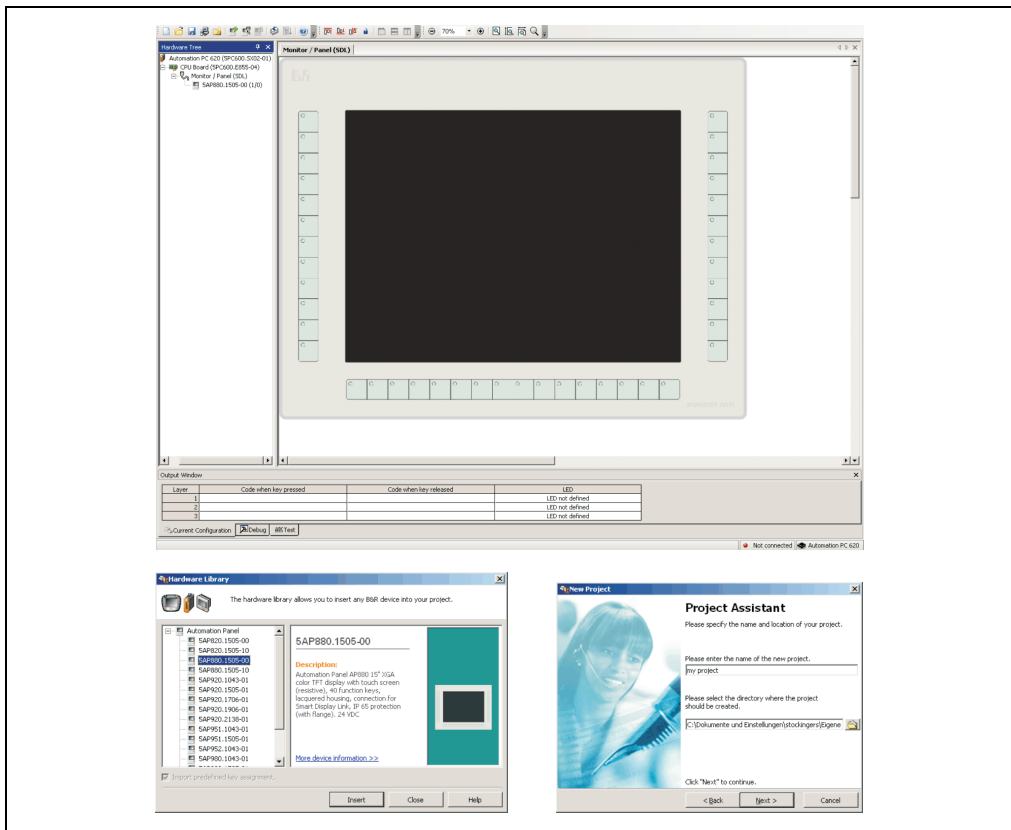 70%
Hardware Tree
Monitor / Panel (SDL)
Automation PC 620 (5PC600.SX02-01)
CPU Board (5PC600.E855-04)
Monitor / Panel (SDL)
5AP880.1505-00 (1/0)
B&R
Output Window
Layer Code when key pressed Code when key released LED
1 LED not defined
2 LED not defined
3 LED not defined
Current Configuration Debug Test
Not connected Automation PC 620
Hardware Library
The hardware library allows you to insert any B&R device into your project.
Automation Panel
5AP820.1505-00
5AP820.1505-10
5AP880.1505-00
5AP880.1505-10
5AP920.1043-01
5AP920.1505-01
5AP920.1706-01
5AP920.1906-01
5AP920.2138-01
5AP951.1043-01
5AP951.1505-01
5AP952.1043-01
5AP980.1043-01
5AP880.1505-00
Description:
Automation Panel AP880 15" XGA
color TFT display with touch screen
(resistive), 40 function keys,
lacquered housing, connection for
Smart Display Link, IP 65 protection
(with flange). 24 VDC
More device information >>
Import predefined key assignment.
Insert Close Help
New Project
Project Assistant
Please specify the name and location of your project.
Please enter the name of the new project.
my project
Please select the directory where the project
should be created.
C:\Dokumente und Einstellungen\stockingers\Eigene
Click "Next" to continue.
< Back Next > Cancel